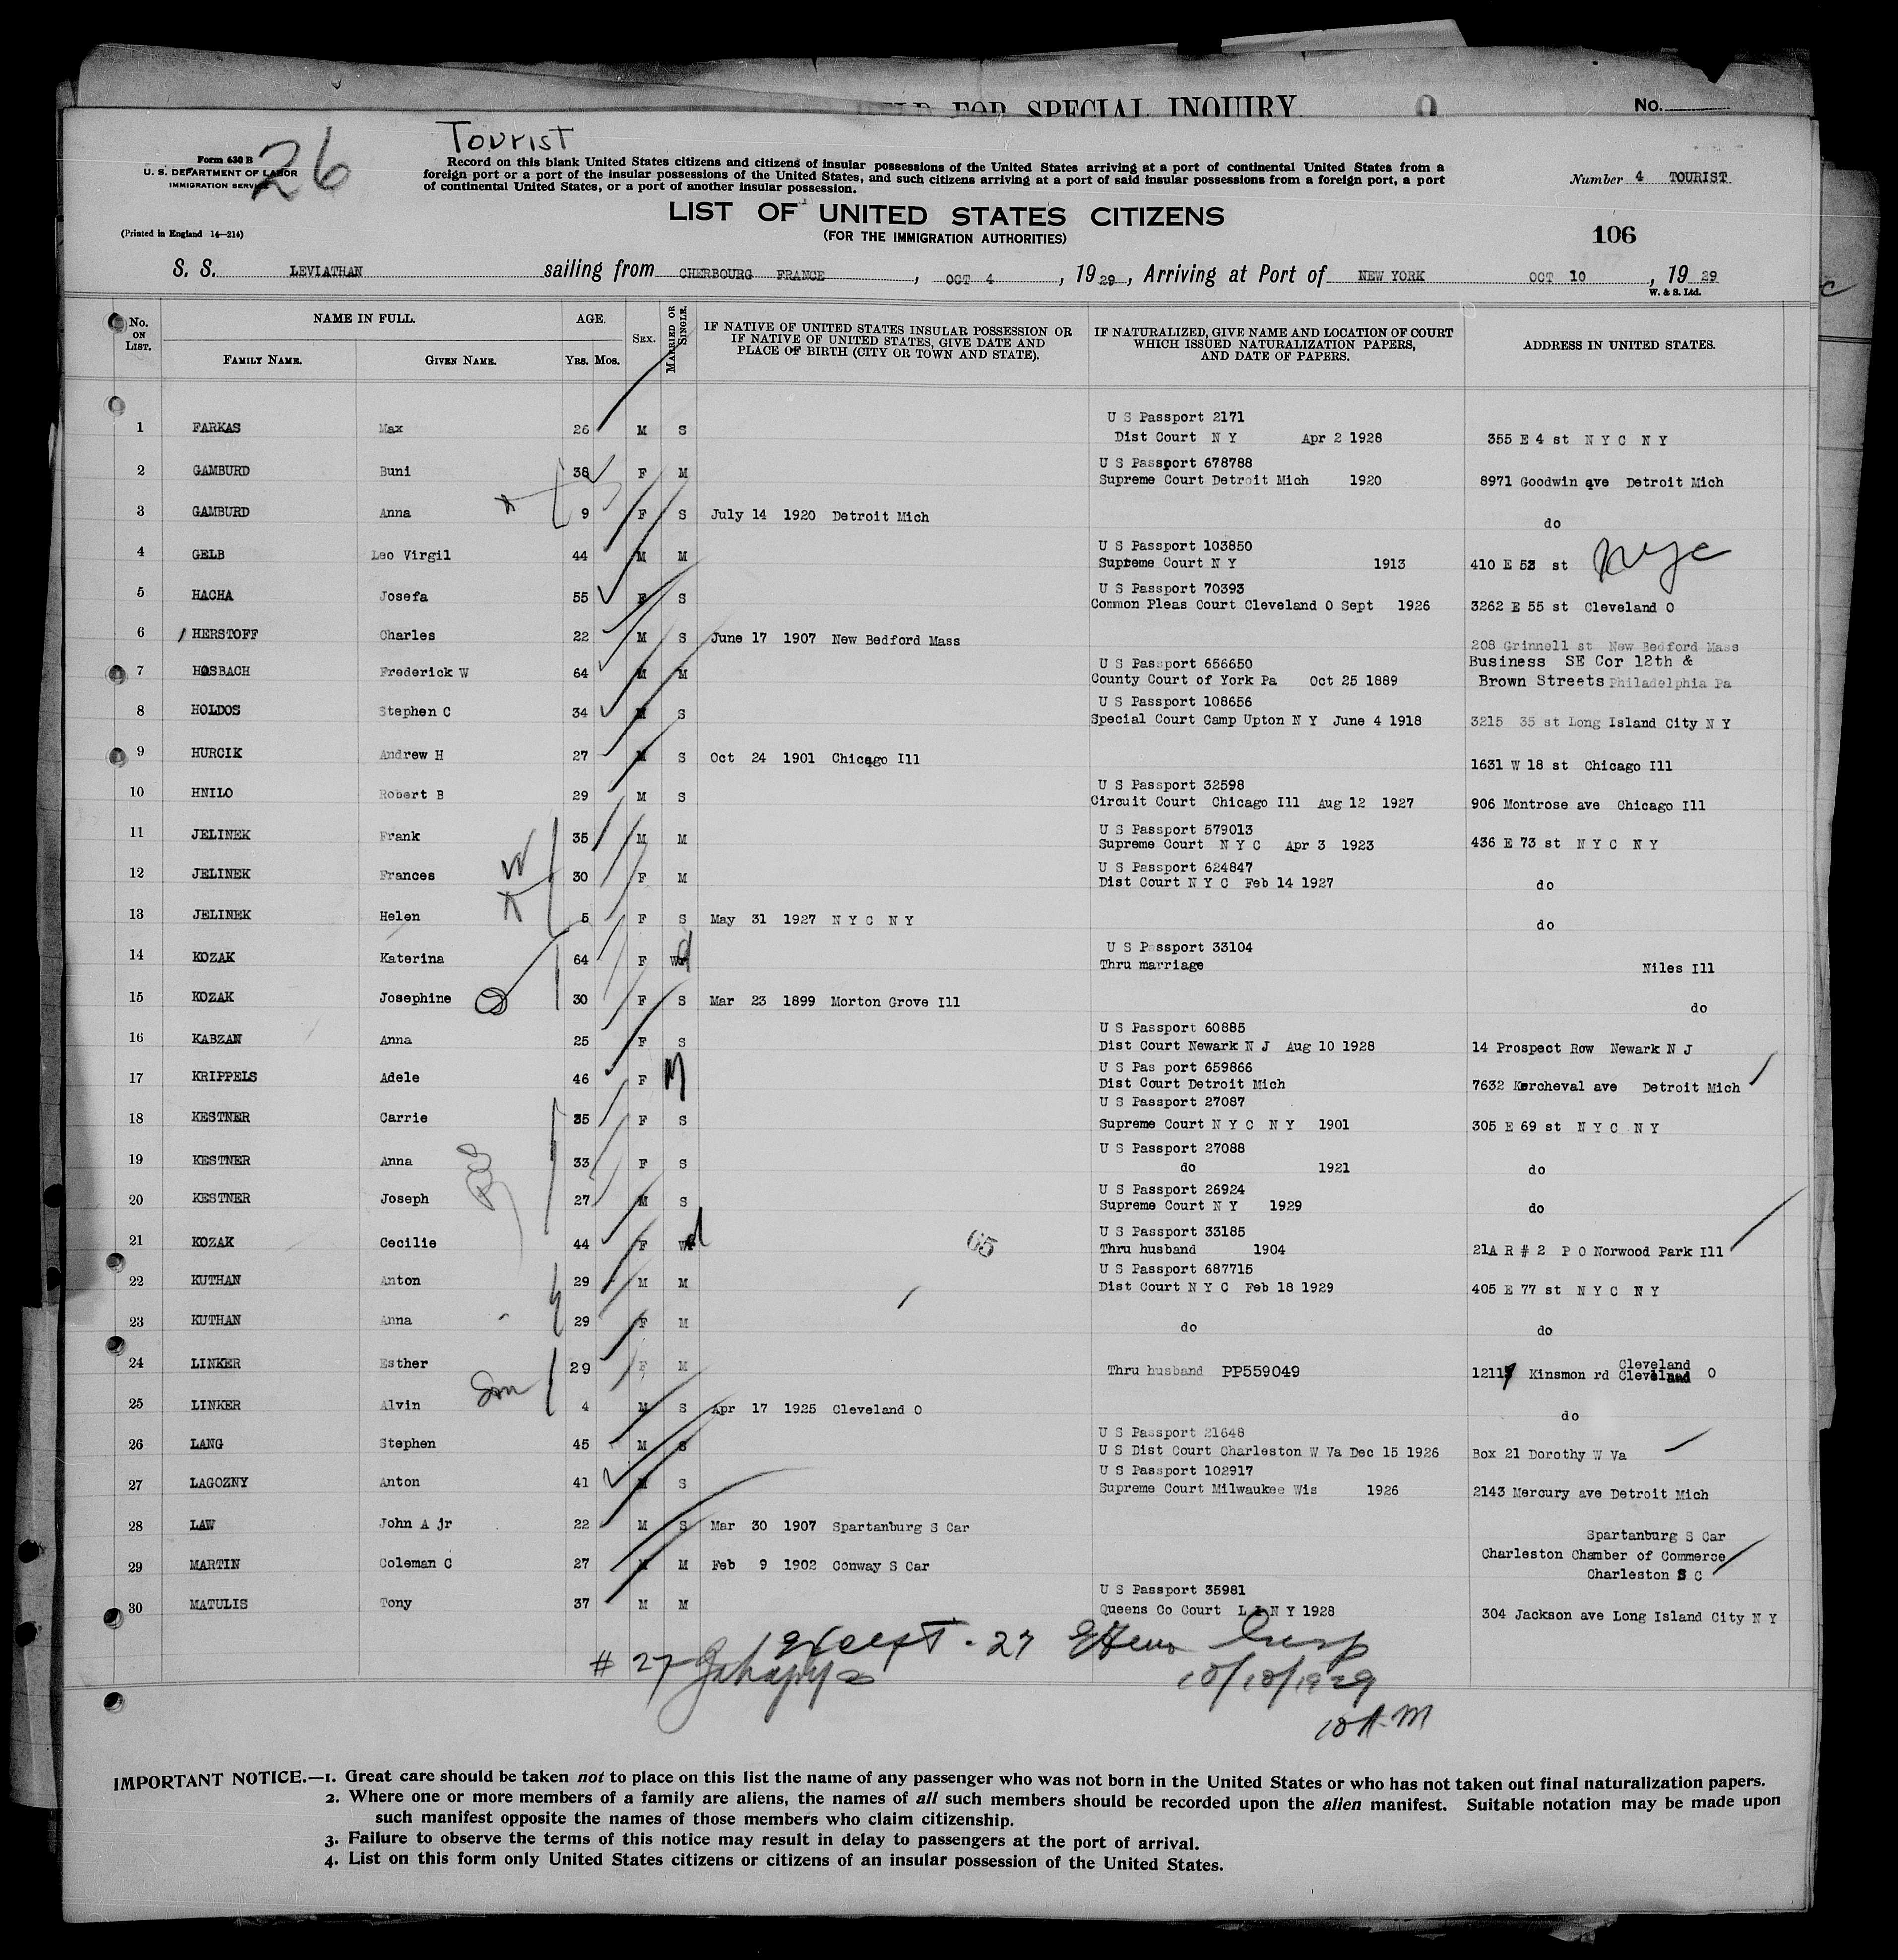 HELD FOR SPECIAL INQUIRY
No.
Tourist
26
Form 630 B
U. S. DEPARTMENT OF LABOR
IMMIGRATION SERVICE
(Printed in England 14—214)
Record on this blank United States citizens and citizens of insular possessions of the United States arriving at a port of continental United States from a
foreign port or a port of the insular possessions of the United States, and such citizens arriving at a port of said insular possessions from a foreign port, a port
of continental United States, or a port of another insular possession.
Number 4 TOURIST
LIST OF UNITED STATES CITIZENS
(FOR THE IMMIGRATION AUTHORITIES)
106
S. S. LEVIATHAN sailing from CHERBOURG FRANCE, OCT 4, 1929, Arriving at Port of NEW YORK OCT 10, 1929
W. & S. Ltd.
No. ON LIST. NAME IN FULL. AGE. SEX. MARRIED OR SINGLE. IF NATIVE OF UNITED STATES INSULAR POSSESSION OR IF NATIVE OF UNITED STATES, GIVE DATE AND PLACE OF BIRTH (CITY OR TOWN AND STATE). IF NATURALIZED, GIVE NAME AND LOCATION OF COURT WHICH ISSUED NATURALIZATION PAPERS, AND DATE OF PAPERS. ADDRESS IN UNITED STATES.
FAMILY NAME. GIVEN NAME. YRS. MOS.
U S Passport 2171
1 FARKAS Max 26 M S Dist Court N Y Apr 2 1928 355 E 4 st N Y C N Y
U S Passport 678788
2 GAMBURD Buni 38 F M Supreme Court Detroit Mich 1920 8971 Goodwin ave Detroit Mich
3 GAMBURD Anna 9 F S July 14 1920 Detroit Mich do
U S Passport 103850
4 GELB Leo Virgil 44 M M Supreme Court N Y 1913 410 E 53 st NYC
U S Passport 70393
5 HACHA Josefa 55 F S Common Pleas Court Cleveland O Sept 1926 3262 E 55 st Cleveland O
6 HERSTOFF Charles 22 M S June 17 1907 New Bedford Mass 208 Grinnell st New Bedford Mass
U S Passport 656650 Business SE Cor 12th &
7 HOSBACH Frederick W 64 M M County Court of York Pa Oct 25 1889 Brown Streets Philadelphia Pa
U S Passport 108656
8 HOLDOS Stephen C 34 M S Special Court Camp Upton N Y June 4 1918 3215 35 st Long Island City N Y
9 HURCIK Andrew H 27 M S Oct 24 1901 Chicago Ill 1631 W 18 st Chicago Ill
U S Passport 32598
10 HNILO Robert B 29 M S Circuit Court Chicago Ill Aug 12 1927 906 Montrose ave Chicago Ill
U S Passport 579013
11 JELINEK Frank 35 M M Supreme Court N Y C Apr 3 1923 436 E 73 st N Y C N Y
U S Passport 624847
12 JELINEK Frances 30 F M Dist Court N Y C Feb 14 1927 do
13 JELINEK Helen 5 F S May 31 1927 N Y C N Y do
U S Passport 33104
14 KOZAK Katerina 64 F Wd Thru marriage Niles Ill
15 KOZAK Josephine 30 F S Mar 23 1899 Morton Grove Ill do
U S Passport 60885
16 KABZAN Anna 25 F S Dist Court Newark N J Aug 10 1928 14 Prospect Row Newark N J
U S Pas port 659866
17 KRIPPELS Adele 46 F M Dist Court Detroit Mich 7632 Kercheval ave Detroit Mich
U S Passport 27087
18 KESTNER Carrie 35 F S Supreme Court N Y C N Y 1901 305 E 69 st N Y C N Y
U S Passport 27088
19 KESTNER Anna 33 F S do 1921 do
U S Passport 26924
20 KESTNER Joseph 27 M S Supreme Court N Y 1929 do
65
U S Passport 33185
21 KOZAK Cecilie 44 F Wd Thru husband 1904 21A R # 2 P O Norwood Park Ill
U S Passport 687715
22 KUTHAN Anton 29 M M Dist Court N Y C Feb 18 1929 405 E 77 st N Y C N Y
23 KUTHAN Anna 29 F M do do
Cleveland
24 LINKER Esther 29 F M Thru husband PP559049 12115 Kinsmon rd Cleveland O
25 LINKER Alvin 4 M S Apr 17 1925 Cleveland O do
U S Passport 21648
26 LANG Stephen 45 M S U S Dist Court Charleston W Va Dec 15 1926 Box 21 Dorothy W Va
U S Passport 102917
27 LAGOZNY Anton 41 M S Supreme Court Milwaukee Wis 1926 2143 Mercury ave Detroit Mich
28 LAW John A jr 22 M S Mar 30 1907 Spartanburg S Car Spartanburg S Car
Charleston Chamber of Commerce
29 MARTIN Coleman C 27 M M Feb 9 1902 Conway S Car Charleston S C
U S Passport 35981
30 MATULIS Tony 37 M M Queens Co Court L I N Y 1928 304 Jackson ave Long Island City N Y
Except - 27 Insp
# 27
10/10/1929
10 A.M
IMPORTANT NOTICE.—1. Great care should be taken not to place on this list the name of any passenger who was not born in the United States or who has not taken out final naturalization papers.
2. Where one or more members of a family are aliens, the names of all such members should be recorded upon the alien manifest. Suitable notation may be made upon
such manifest opposite the names of those members who claim citizenship.
3. Failure to observe the terms of this notice may result in delay to passengers at the port of arrival.
4. List on this form only United States citizens or citizens of an insular possession of the United States.